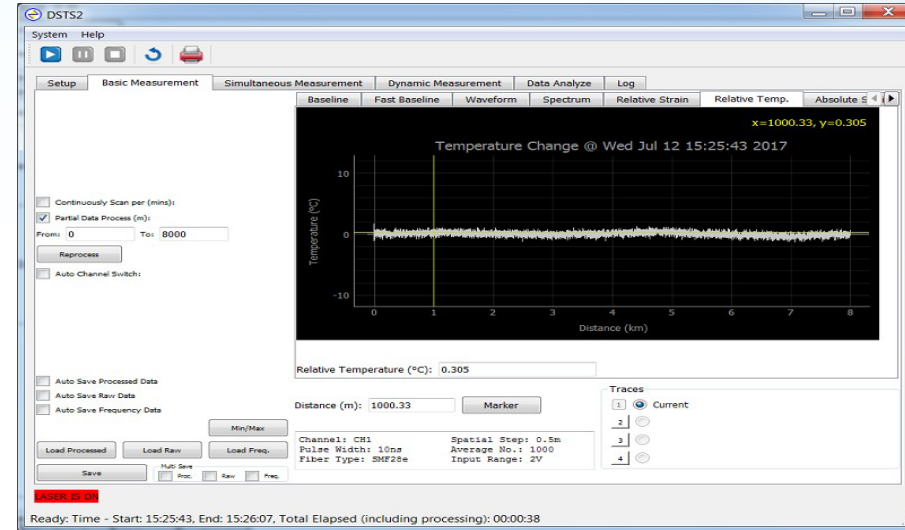 DSTS2
System Help
Setup Basic Measurement Simultaneous Measurement Dynamic Measurement Data Analyze Log
Baseline Fast Baseline Waveform Spectrum Relative Strain Relative Temp. Absolute S
x=1000.33, y=0.305
Temperature Change @ Wed Jul 12 15:25:43 2017
Temperature (°C)
10
0
-10
0 1 2 3 4 5 6 7 8
Distance (km)
Continuously Scan per (mins):
Partial Data Process (m):
From: 0 To: 8000
Reprocess
Auto Channel Switch:
Relative Temperature (°C): 0.305
Auto Save Processed Data
Auto Save Raw Data
Auto Save Frequency Data
Min/Max
Load Processed Load Raw Load Freq.
Save
Multi Save
Proc. Raw Freq.
Distance (m): 1000.33 Marker
Channel: CH1 Spatial Step: 0.5m
Pulse Width: 10ns Average No.: 1000
Fiber Type: SMF28e Input Range: 2V
Traces
1 Current
2
3
4
LASER IS ON
Ready: Time - Start: 15:25:43, End: 15:26:07, Total Elapsed (including processing): 00:00:38